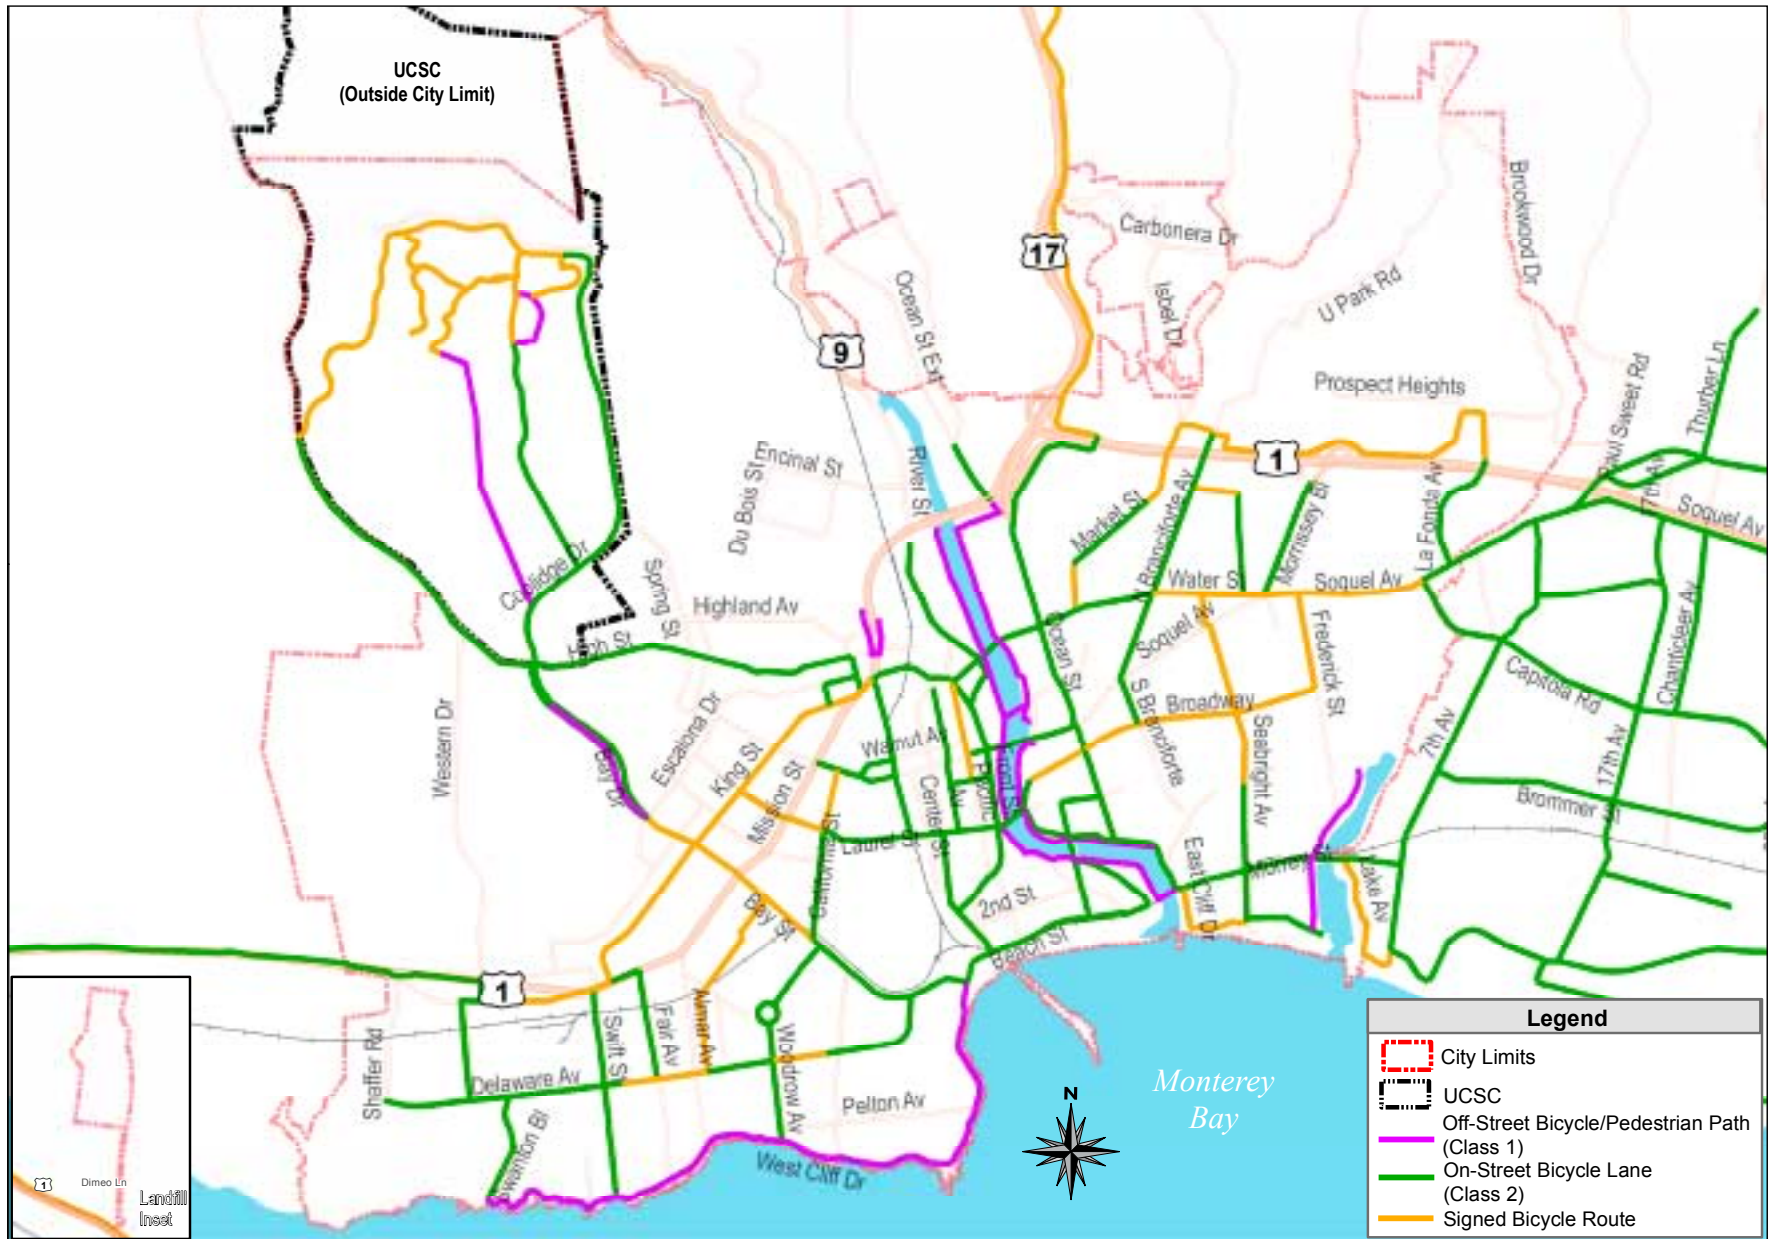 UCSC
(Outside City Limit)
17
Carbonera Dr
Brookwood Dr
Isbel Dr
U Park Rd
Ocean St Ext
9
Prospect Heights
Paul Sweet Rd
Thurber Ln
Encinal St
Du Bois St
River St
1
Market St
N Branciforte Av
Morrissey Bl
La Fonda Av
17th Av
Soquel Av
Coolidge Dr
Spring St
Highland Av
Water S
Soquel Av
High St
Ocean St
Soquel Av
Frederick St
Chanticleer Av
Capitola Rd
Western Dr
Escalona Dr
Bay Dr
King St
Mission St
Walnut Av
Center St
Pacific
Av
Front St
S Branciforte
Broadway
Seabright Av
7th Av
17th Av
Brommer St
California St
Laurel St
Bay St
2nd St
Beach St
East Cliff Dr
Murray St
Lake Av
1
Shaffer Rd
Swift St
Fair Av
Almar Av
Woodrow Av
Delaware Av
Swanton Bl
Pelton Av
West Cliff Dr
Monterey
Bay
N
1
Dimeo Ln
Landfill
Inset
Legend
City Limits
UCSC
Off-Street Bicycle/Pedestrian Path
(Class 1)
On-Street Bicycle Lane
(Class 2)
Signed Bicycle Route